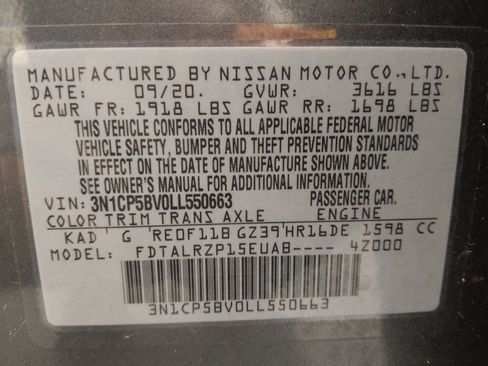 MANUFACTURED BY NISSAN MOTOR CO., LTD.
DATE: 09/20. GVWR: 3616 LBS
GAWR FR: 1918 LBS GAWR RR: 1698 LBS
THIS VEHICLE CONFORMS TO ALL APPLICABLE FEDERAL MOTOR
VEHICLE SAFETY, BUMPER AND THEFT PREVENTION STANDARDS
IN EFFECT ON THE DATE OF MANUFACTURE SHOWN ABOVE.
SEE OWNER'S MANUAL FOR ADDITIONAL INFORMATION.
VIN: 3N1CP5BV0LL550663 PASSENGER CAR.
COLOR TRIM TRANS AXLE ENGINE
KAD G RE0F11B GZ39 HR16DE 1598 CC
MODEL: FDTALRZP15EUAB---- 4Z000
3N1CP5BV0LL550663